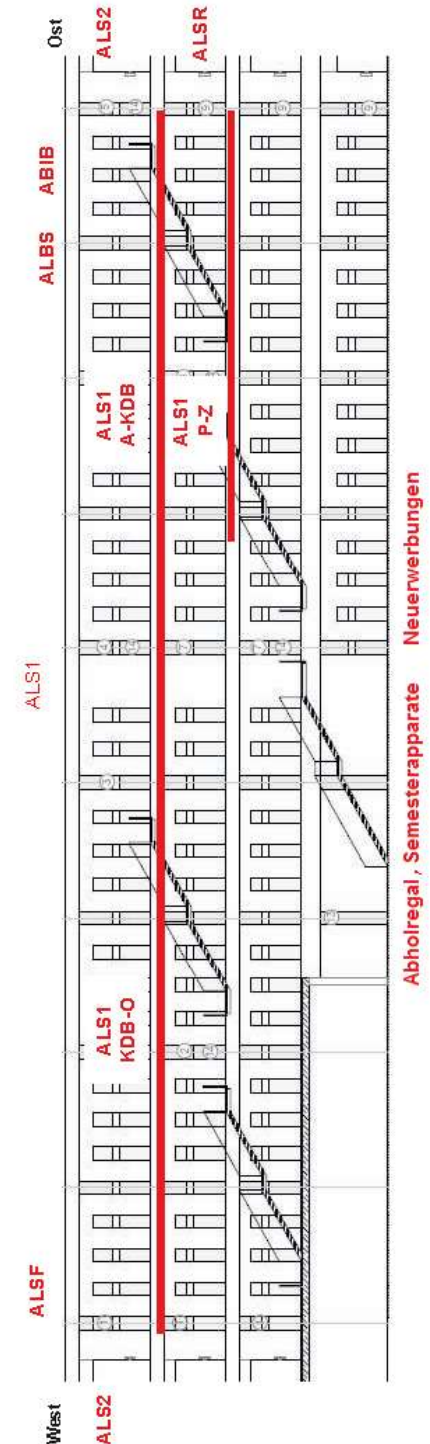 West
Ost
ALS1
ALSF
ALBS
ABIB
ALS2
ALS2
ALS1
KDB-O
ALS1
A-KDB
ALS1
P-Z
ALSR
Abholregal, Semesterapparate
Neuerwerbungen